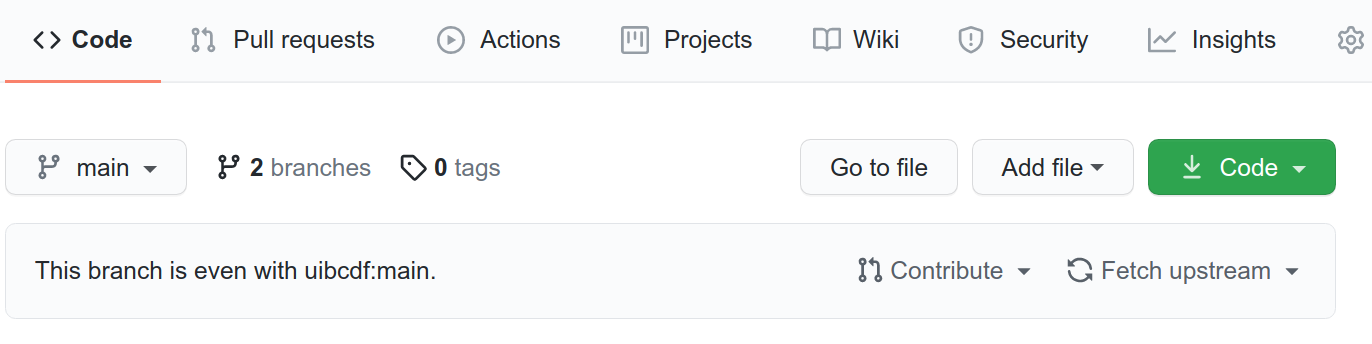 Code Pull requests Actions Projects Wiki Security Insights
main 2 branches 0 tags Go to file Add file Code
This branch is even with uibcdf:main. Contribute Fetch upstream